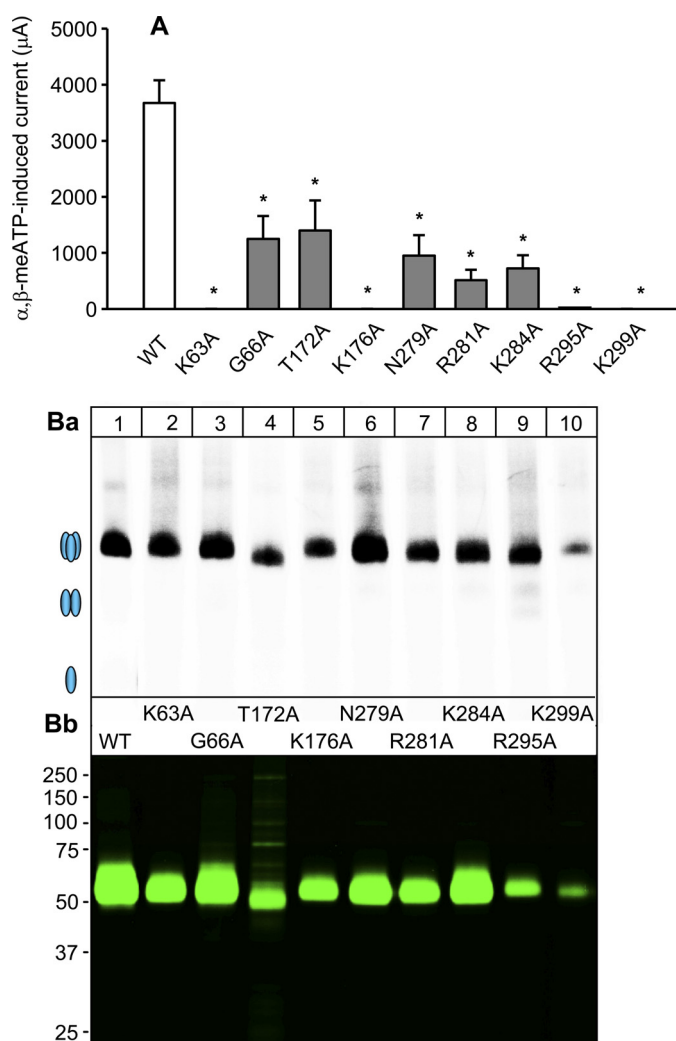 A
α,β-meATP-induced current (μA)
5000
4000
3000
2000
1000
0
* * * * * * * * *
WT K63A G66A T172A K176A N279A R281A K284A R295A K299A
Ba
1 2 3 4 5 6 7 8 9 10
K63A T172A N279A K284A K299A
Bb
WT G66A K176A R281A R295A
250
150
100
75
50
37
25